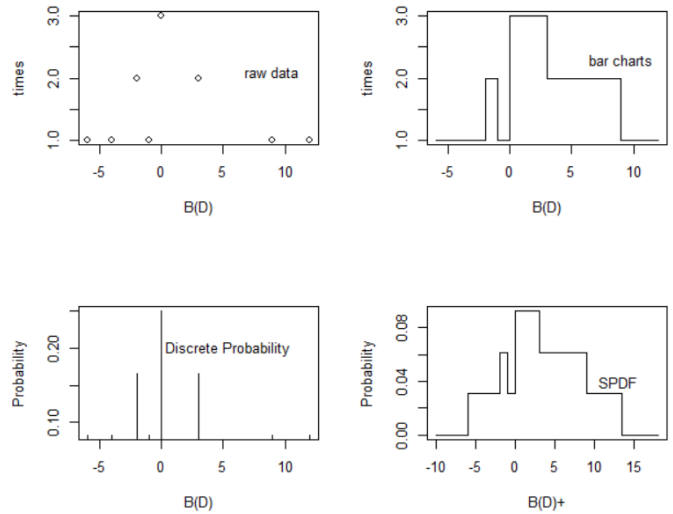 times
1.0 2.0 3.0
raw data
-5 0 5 10
B(D)
times
1.0 2.0 3.0
bar charts
-5 0 5 10
B(D)
Probability
0.10 0.20
Discrete Probability
-5 0 5 10
B(D)
Probability
0.00 0.04 0.08
SPDF
-10 -5 0 5 10 15
B(D)+